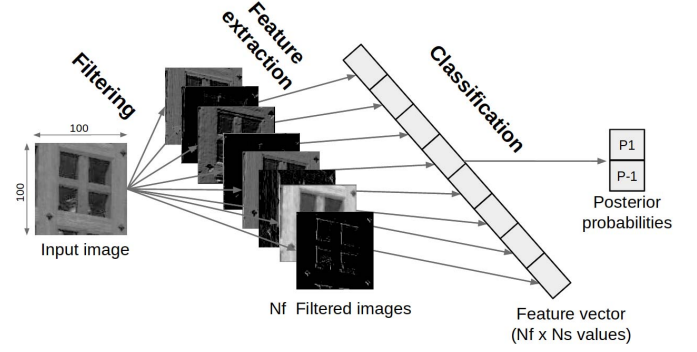 Filtering
Feature
extraction
Classification
100
100
Input image
Nf Filtered images
P1
P-1
Posterior
probabilities
Feature vector
(Nf x Ns values)